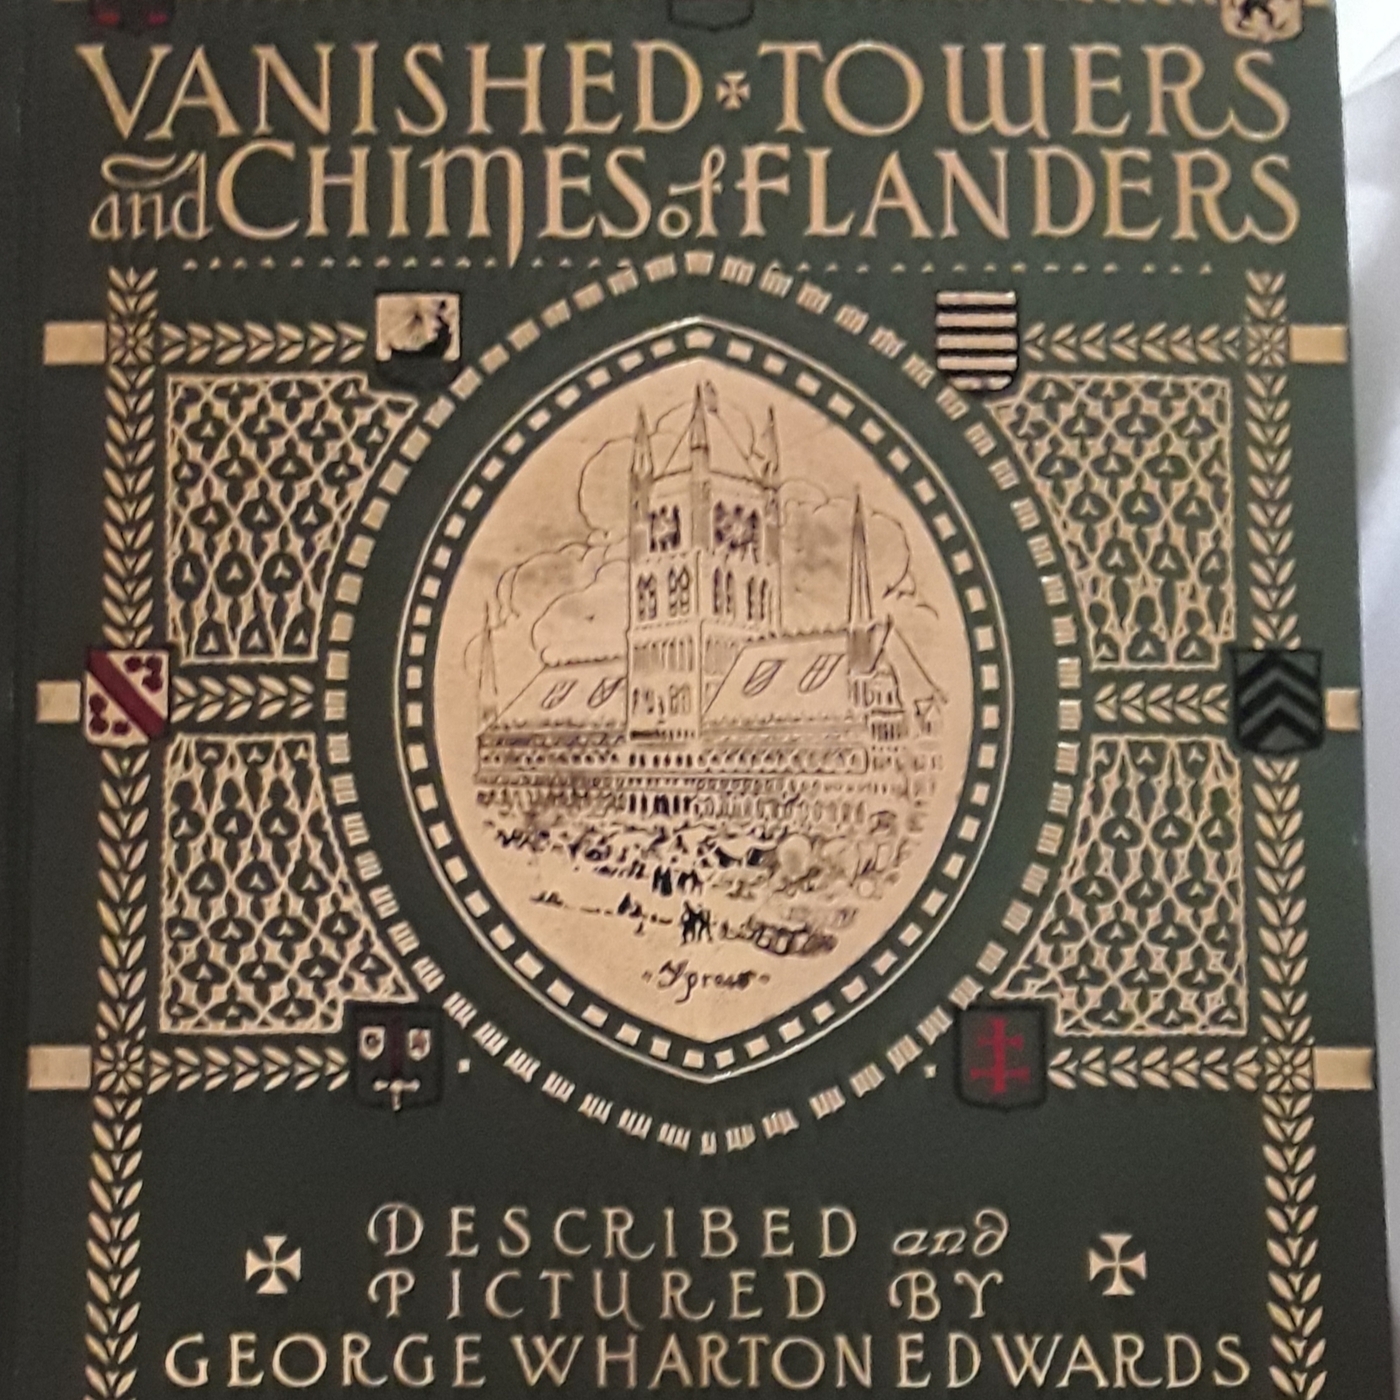 VANISHED TOWERS
and CHIMES of FLANDERS
Ypres
DESCRIBED and
PICTURED BY
GEORGE WHARTON EDWARDS